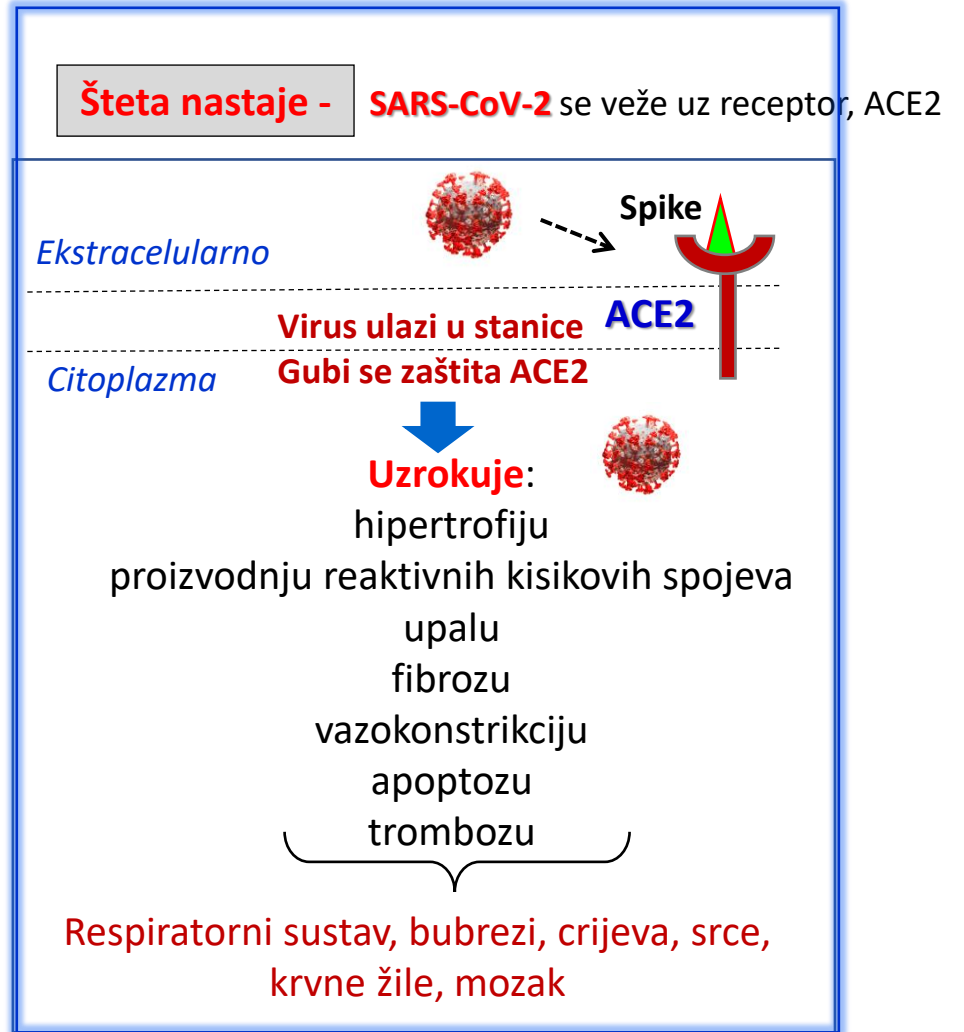 Šteta nastaje - SARS-CoV-2 se veže uz receptor, ACE2
Spike
Ekstracelularno
ACE2
Virus ulazi u stanice
Citoplazma
Gubi se zaštita ACE2
Uzrokuje:
hipertrofiju
proizvodnju reaktivnih kisikovih spojeva
upalu
fibrozu
vazokonstrikciju
apoptozu
trombozu
Respiratorni sustav, bubrezi, crijeva, srce,
krvne žile, mozak